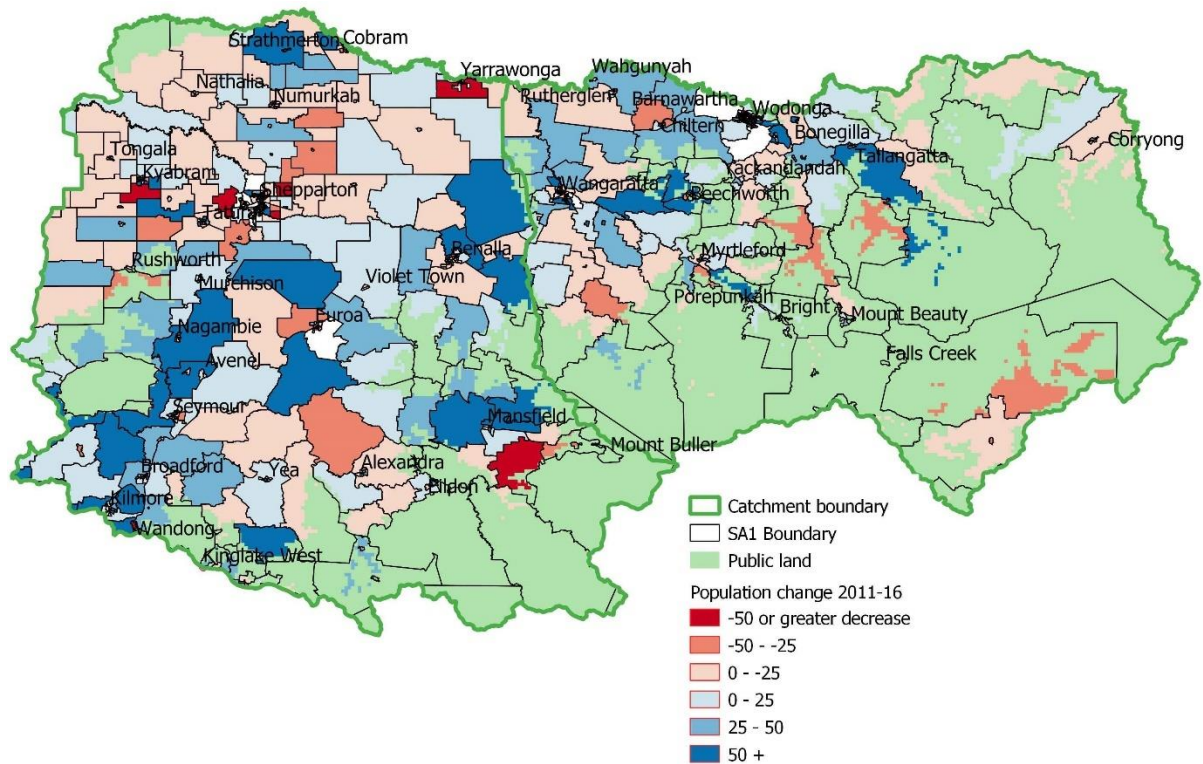 Strathmerton
Cobram
Nathalia
Numurkah
Yarrawonga
Wahgunyah
Rutherglen
Barnawartha
Chiltern
Wodonga
Bonegilla
Corryong
Tongala
Kyabram
Shepparton
Tatura
Wangaratta
Beechworth
Yackandandah
Tallangatta
Rushworth
Murchison
Violet Town
Benalla
Myrtleford
Porepunkah
Bright
Mount Beauty
Falls Creek
Nagambie
Euroa
Avenel
Seymour
Mansfield
Mount Buller
Broadford
Yea
Alexandra
Eildon
Kilmore
Wandong
Kinglake West
Catchment boundary
SA1 Boundary
Public land
Population change 2011-16
-50 or greater decrease
-50 - -25
0 - -25
0 - 25
25 - 50
50 +